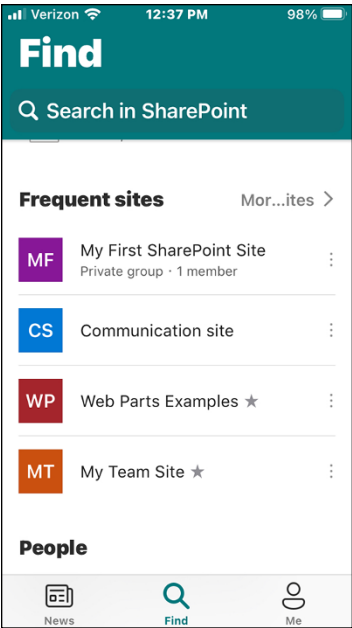 Verizon 12:37 PM 98%
Find
Search in SharePoint
Frequent sites Mor...ites
MF My First SharePoint Site
Private group · 1 member
CS Communication site
WP Web Parts Examples
MT My Team Site
People
News Find Me